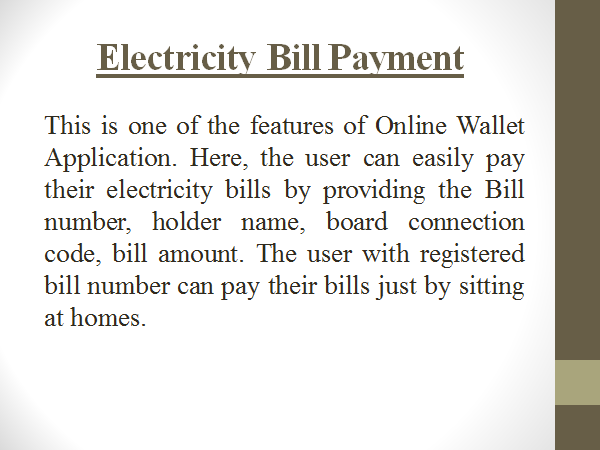 Electricity Bill Payment
This is one of the features of Online Wallet
Application. Here, the user can easily pay
their electricity bills by providing the Bill
number, holder name, board connection
code, bill amount. The user with registered
bill number can pay their bills just by sitting
at homes.